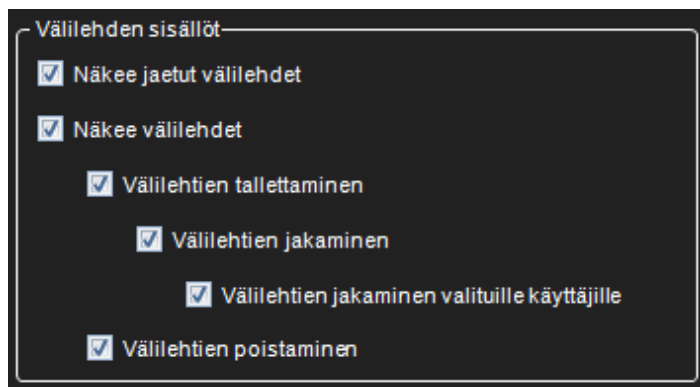 Välilehden sisällöt
Näkee jaetut välilehdet
Näkee välilehdet
Välilehtien tallettaminen
Välilehtien jakaminen
Välilehtien jakaminen valituille käyttäjille
Välilehtien poistaminen